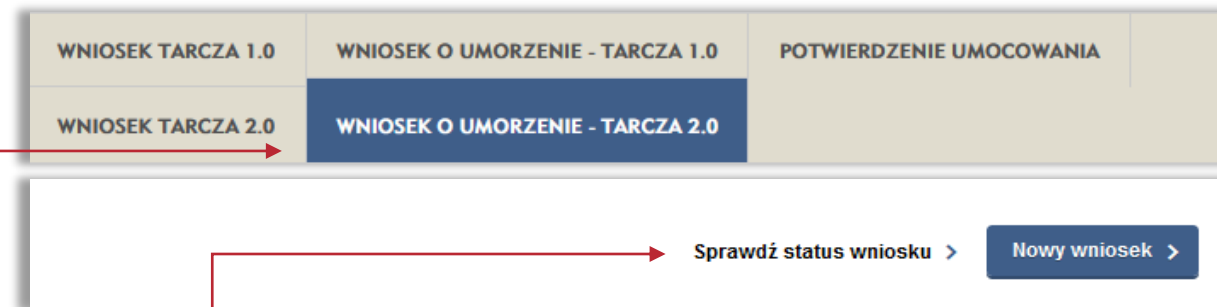 WNIOSEK TARCZA 1.0 WNIOSEK O UMORZENIE - TARCZA 1.0 POTWIERDZENIE UMOCOWANIA
WNIOSEK TARCZA 2.0 WNIOSEK O UMORZENIE - TARCZA 2.0
Sprawdź status wniosku > Nowy wniosek >